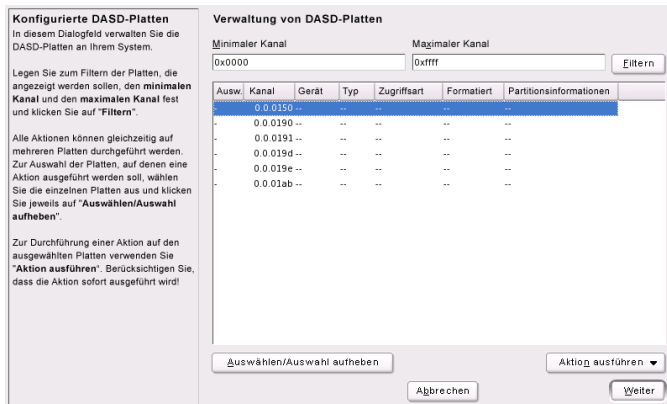 Konfigurierte DASD-Platten
In diesem Dialogfeld verwalten Sie die
DASD-Platten an Ihrem System.
Legen Sie zum Filtern der Platten, die
angezeigt werden sollen, den minimalen
Kanal und den maximalen Kanal fest
und klicken Sie auf "Filtern".
Alle Aktionen können gleichzeitig auf
mehreren Platten durchgeführt werden.
Zur Auswahl der Platten, auf denen eine
Aktion ausgeführt werden soll, wählen
Sie die einzelnen Platten aus und klicken
Sie jeweils auf "Auswählen/Auswahl
aufheben".
Zur Durchführung einer Aktion auf den
ausgewählten Platten verwenden Sie
"Aktion ausführen". Berücksichtigen Sie,
dass die Aktion sofort ausgeführt wird!
Verwaltung von DASD-Platten
Minimaler Kanal Maximaler Kanal
0x0000 0xffff Filtern
Ausw. Kanal Gerät Typ Zugriffsart Formatiert Partitionsinformationen
- 0.0.0150 -- -- -- -- --
- 0.0.0190 -- -- -- -- --
- 0.0.0191 -- -- -- -- --
- 0.0.019d -- -- -- -- --
- 0.0.019e -- -- -- -- --
- 0.0.01ab -- -- -- -- --
Auswählen/Auswahl aufheben Aktion ausführen
Abbrechen Weiter